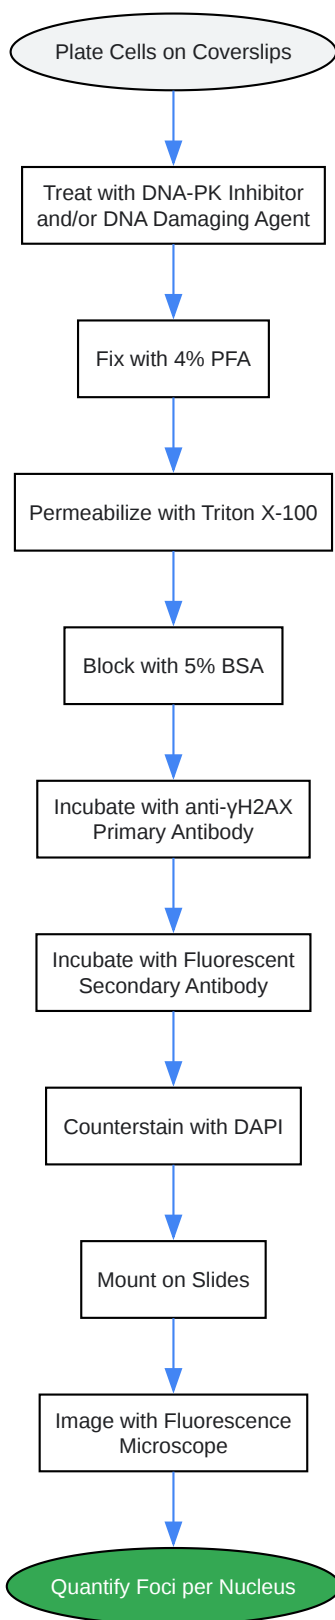 Plate Cells on Coverslips
Treat with DNA-PK Inhibitor
and/or DNA Damaging Agent
Fix with 4% PFA
Permeabilize with Triton X-100
Block with 5% BSA
Incubate with anti-γH2AX
Primary Antibody
Incubate with Fluorescent
Secondary Antibody
Counterstain with DAPI
Mount on Slides
Image with Fluorescence
Microscope
Quantify Foci per Nucleus